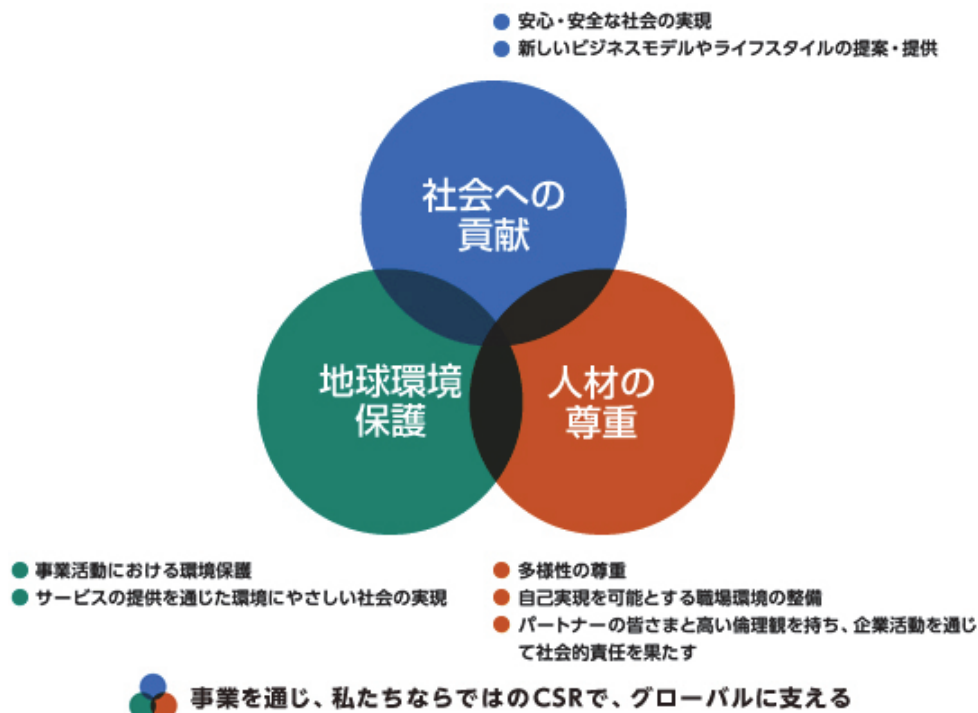 安心・安全な社会の実現
新しいビジネスモデルやライフスタイルの提案・提供
社会への
貢献
地球環境
保護
人材の
尊重
事業活動における環境保護
サービスの提供を通じた環境にやさしい社会の実現
多様性の尊重
自己実現を可能とする職場環境の整備
パートナーの皆さまと高い倫理観を持ち、企業活動を通じ
て社会的責任を果たす
事業を通じ、私たちならではのCSRで、グローバルに支える